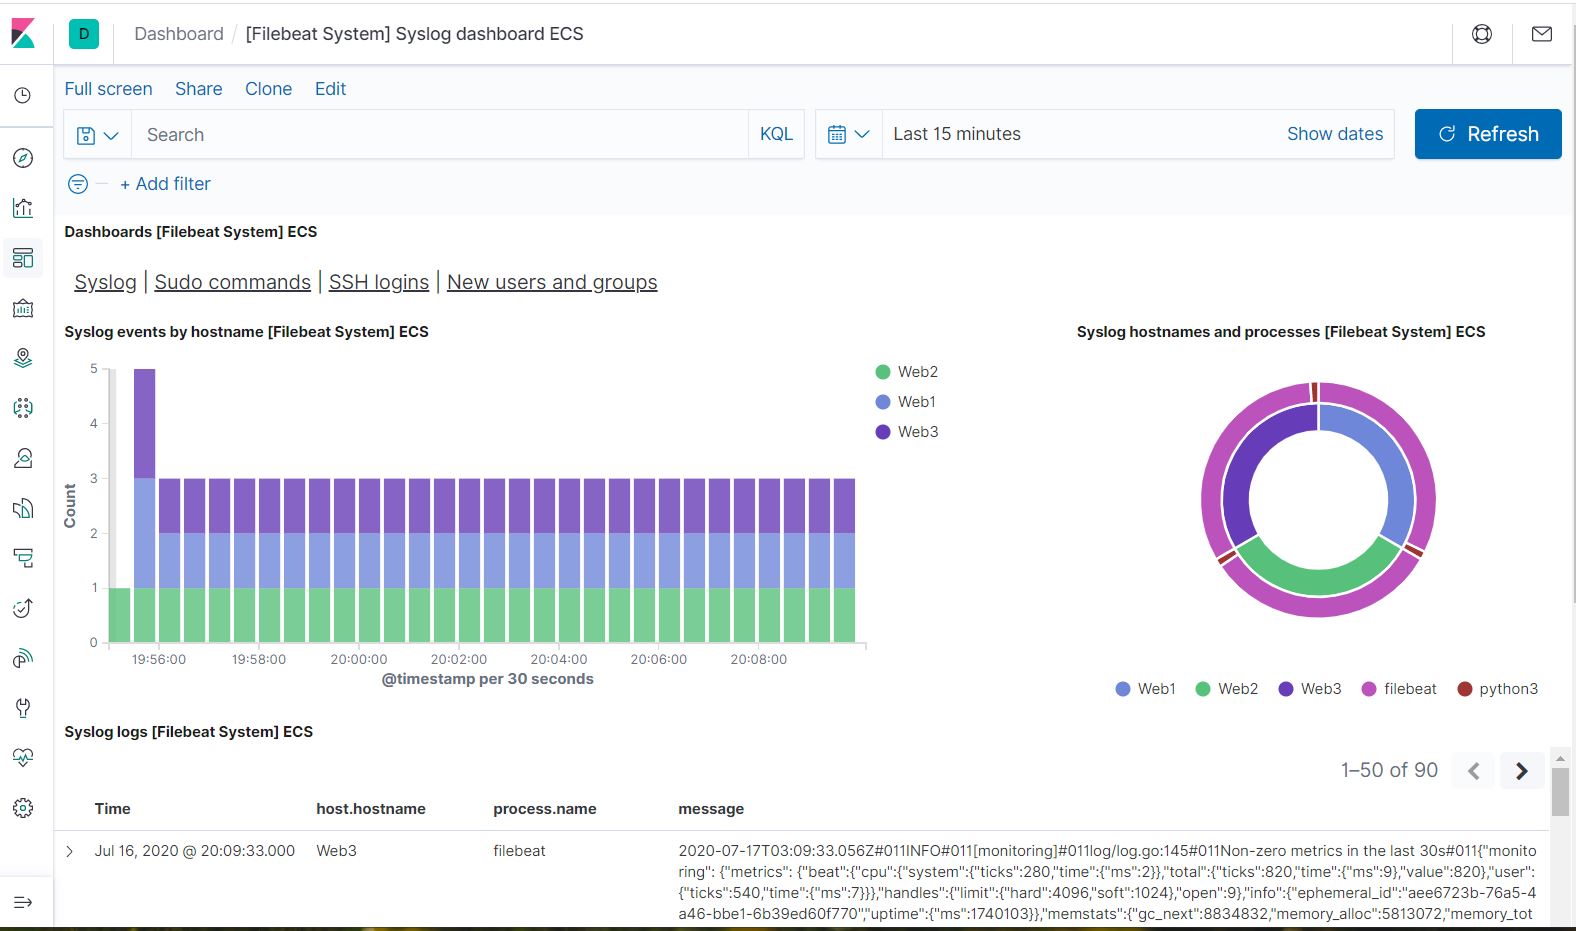 D Dashboard / [Filebeat System] Syslog dashboard ECS
Full screen Share Clone Edit
Search KQL Last 15 minutes Show dates Refresh
+ Add filter
Dashboards [Filebeat System] ECS
Syslog | Sudo commands | SSH logins | New users and groups
Syslog events by hostname [Filebeat System] ECS
5
4
3
2
1
0
Count
19:56:00 19:58:00 20:00:00 20:02:00 20:04:00 20:06:00 20:08:00
@timestamp per 30 seconds
Web2
Web1
Web3
Syslog hostnames and processes [Filebeat System] ECS
Web1 Web2 Web3 filebeat python3
Syslog logs [Filebeat System] ECS
1–50 of 90
Time host.hostname process.name message
Jul 16, 2020 @ 20:09:33.000 Web3 filebeat 2020-07-17T03:09:33.056Z#011INFO#011[monitoring]#011log/log.go:145#011Non-zero metrics in the last 30s#011{"monito
ring": {"metrics": {"beat":{"cpu":{"system":{"ticks":280,"time":{"ms":2}},"total":{"ticks":820,"time":{"ms":9},"value":820},"user":
{"ticks":540,"time":{"ms":7}}},"handles":{"limit":{"hard":4096,"soft":1024},"open":9},"info":{"ephemeral_id":"aee6723b-76a5-4
a46-bbe1-6b39ed60f770","uptime":{"ms":1740103}},"memstats":{"gc_next":8834832,"memory_alloc":5813072,"memory_tot